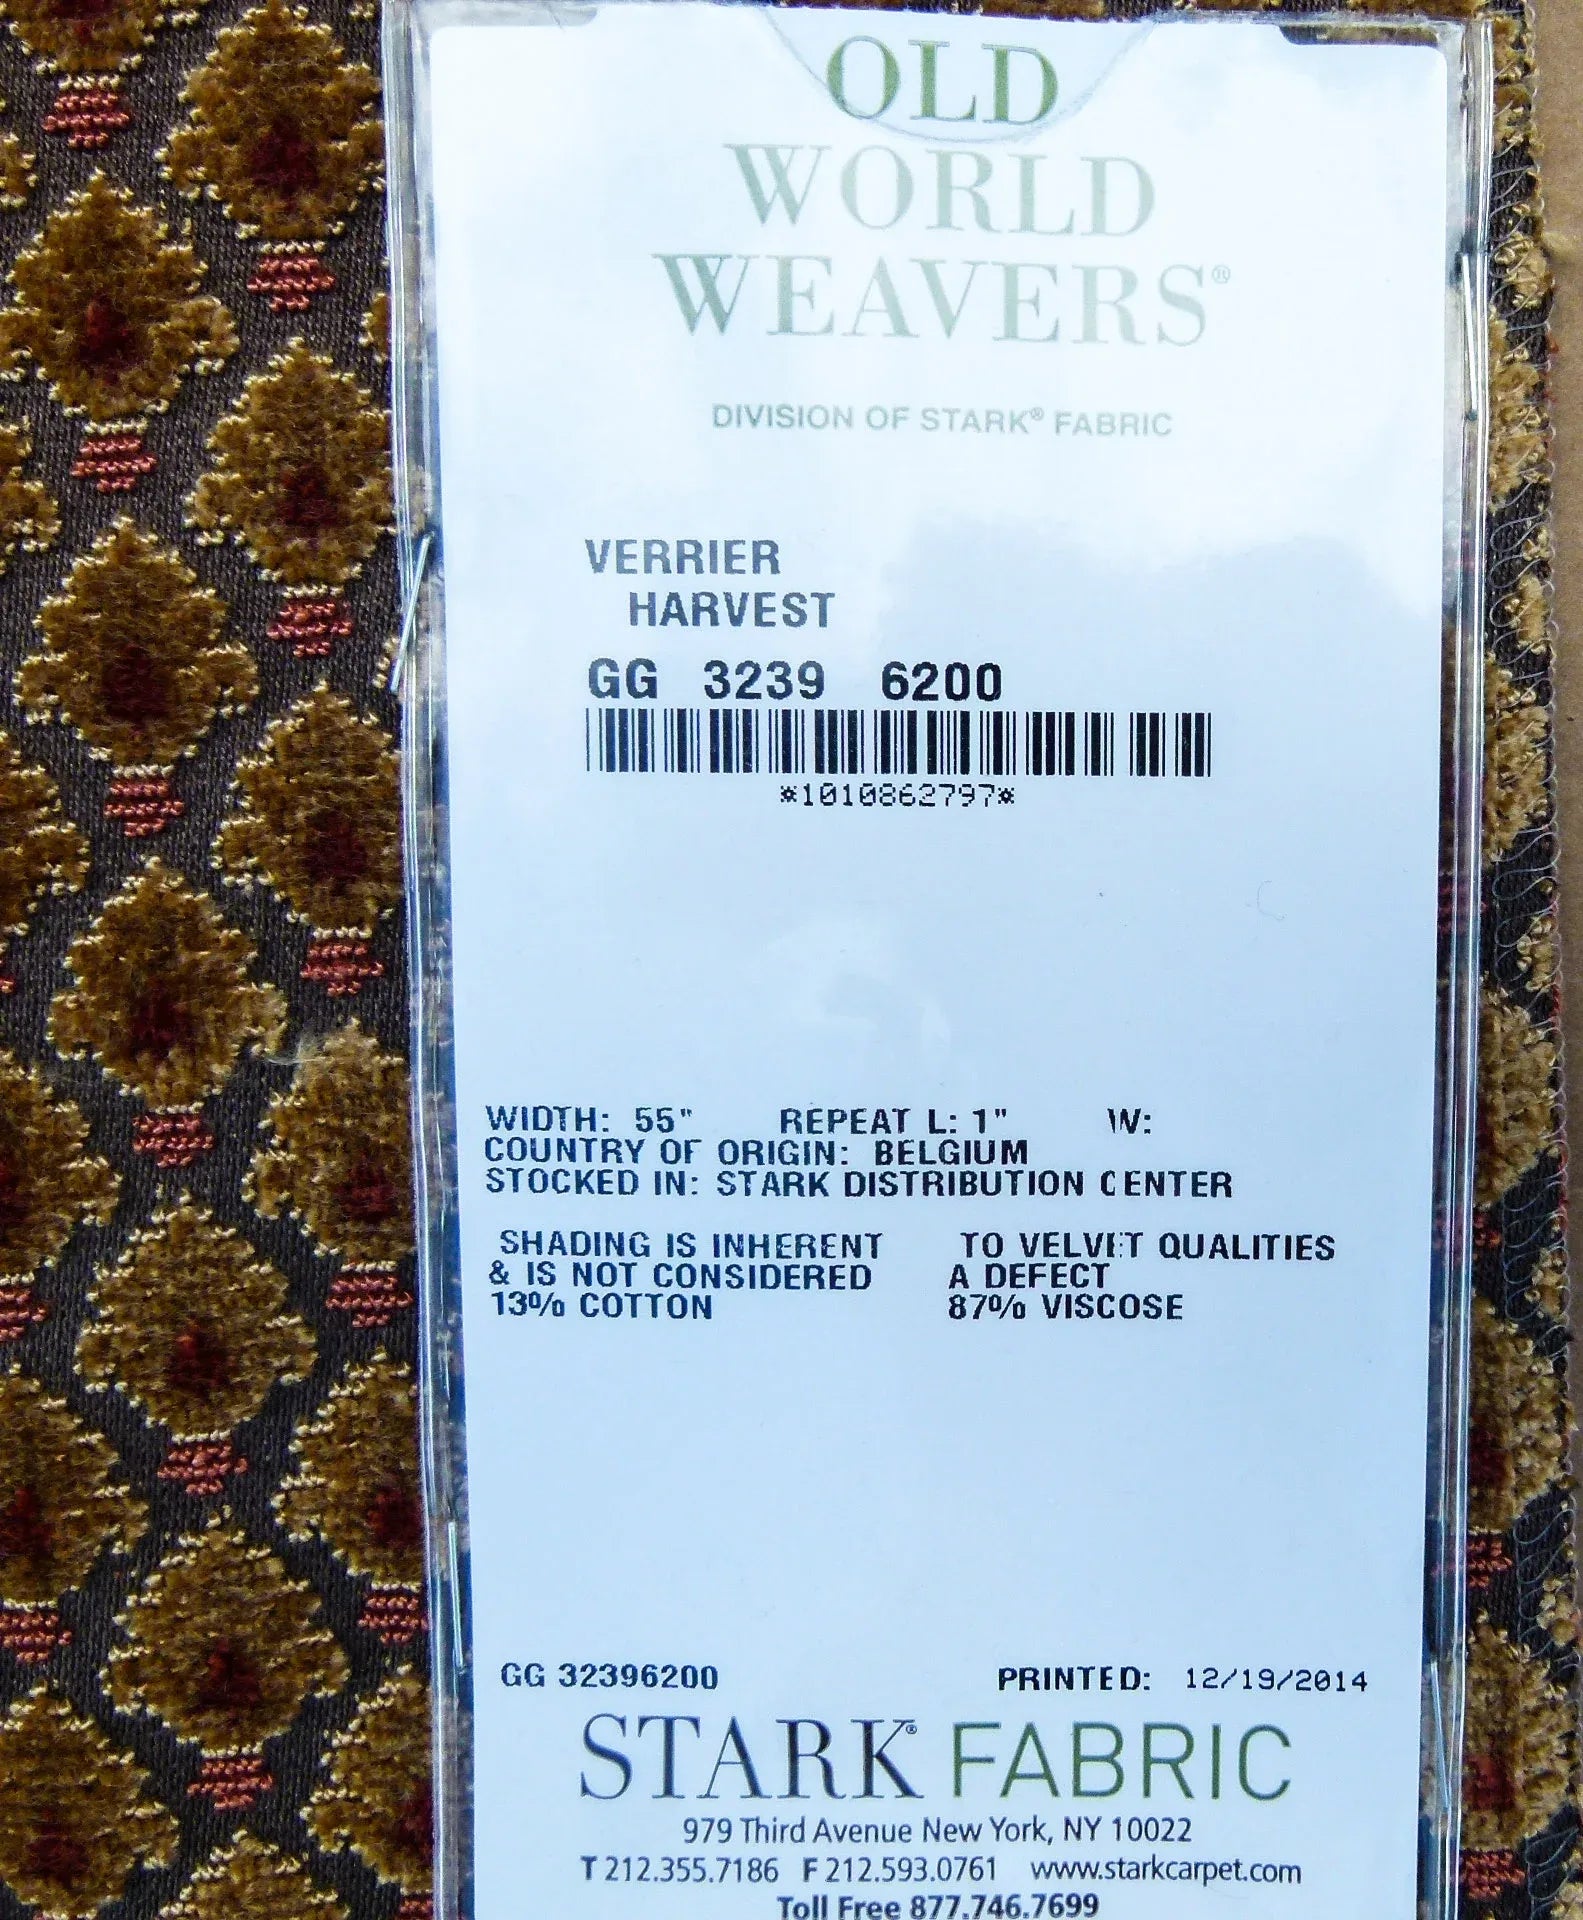 OLD
WORLD
WEAVERS®
DIVISION OF STARK® FABRIC
VERRIER
HARVEST
GG 3239 6200
*1010862797*
WIDTH: 55" REPEAT L: 1" W:
COUNTRY OF ORIGIN: BELGIUM
STOCKED IN: STARK DISTRIBUTION CENTER
SHADING IS INHERENT TO VELVET QUALITIES
& IS NOT CONSIDERED A DEFECT
13% COTTON 87% VISCOSE
GG 32396200 PRINTED: 12/19/2014
STARK® FABRIC
979 Third Avenue New York, NY 10022
T 212.355.7186 F 212.593.0761 www.starkcarpet.com
Toll Free 877.746.7699